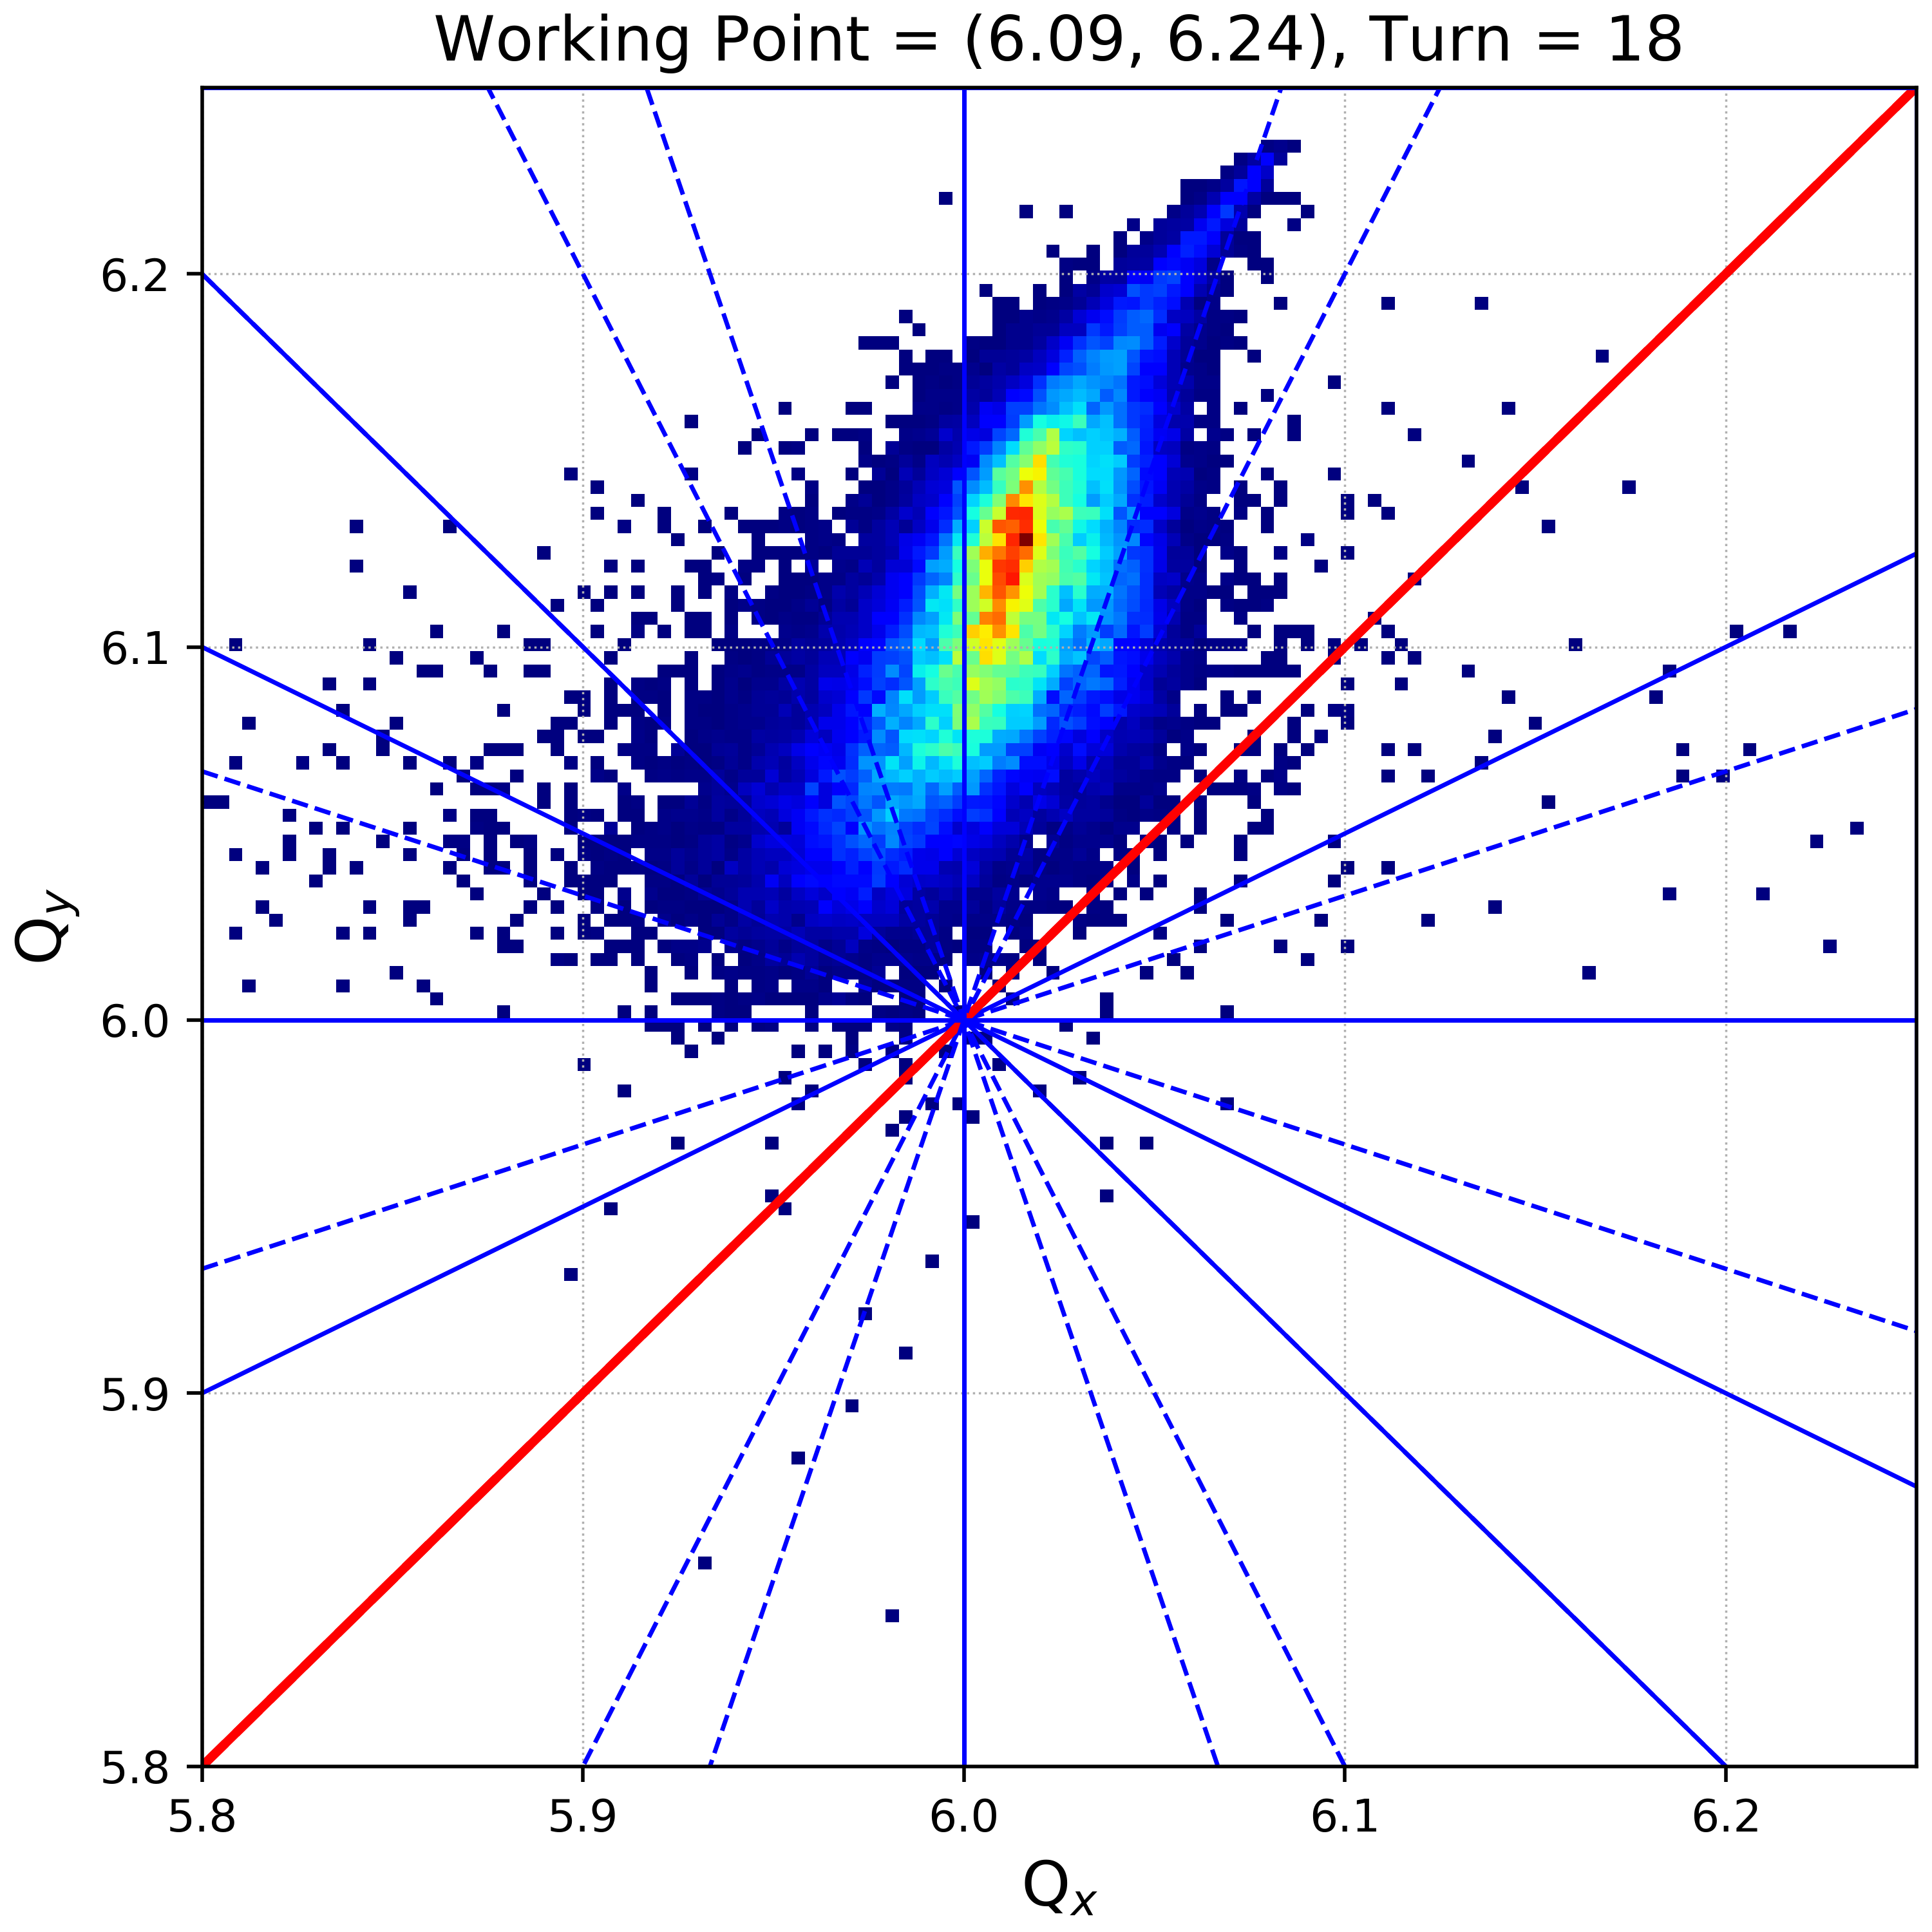 Working Point = (6.09, 6.24), Turn = 18
6.2
6.1
6.0
5.9
5.8
Qy
5.8 5.9 6.0 6.1 6.2
Qx